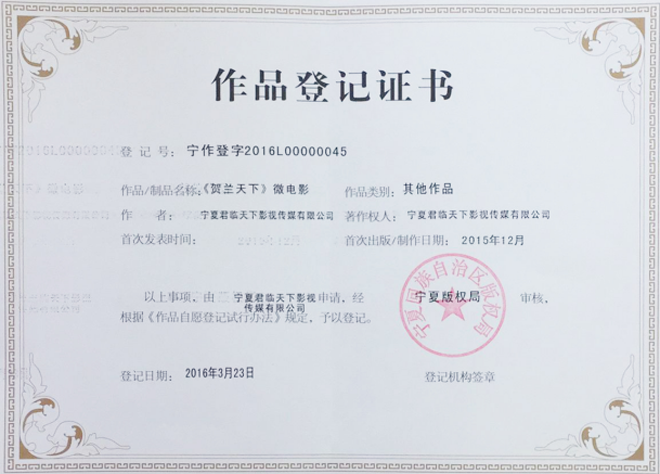 作品登记证书
登记号：宁作登字2016L00000045
作品/制品名称：《贺兰天下》微电影 作品类别：其他作品
作 者：宁夏君临天下影视传媒有限公司 著作权人：宁夏君临天下影视传媒有限公司
首次发表时间： 2015年12月 首次出版/制作日期：2015年12月
以上事项，由 宁夏君临天下影视传媒有限公司 申请，经 宁夏版权局 审核，
根据《作品自愿登记试行办法》规定，予以登记。
宁夏回族自治区版权局
登记日期：2016年3月23日 登记机构签章